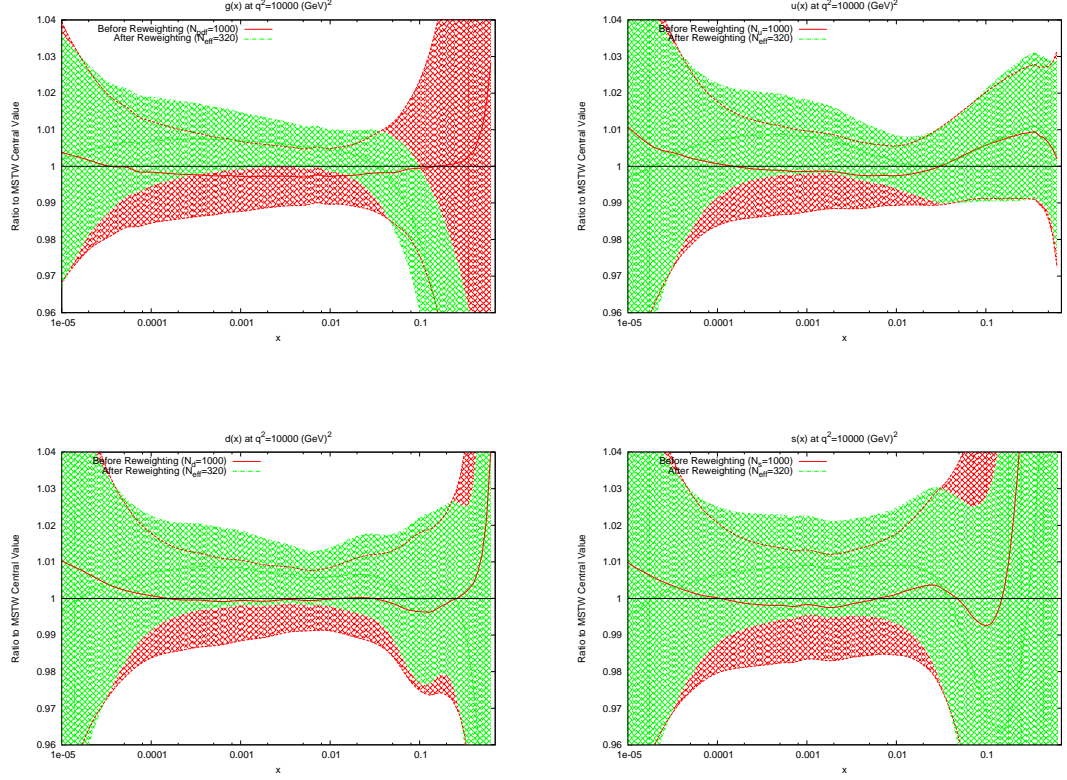 g(x) at q²=10000 (GeV)²
Before Reweighting (N_pdf=1000)
After Reweighting (N_eff=320)
Ratio to MSTW Central Value
1.04
1.03
1.02
1.01
1
0.99
0.98
0.97
0.96
1e-05 0.0001 0.001 0.01 0.1
x
u(x) at q²=10000 (GeV)²
Before Reweighting (N_u=1000)
After Reweighting (N_eff=320)
Ratio to MSTW Central Value
1.04
1.03
1.02
1.01
1
0.99
0.98
0.97
0.96
1e-05 0.0001 0.001 0.01 0.1
x
d(x) at q²=10000 (GeV)²
Before Reweighting (N_d=1000)
After Reweighting (N_eff=320)
Ratio to MSTW Central Value
1.04
1.03
1.02
1.01
1
0.99
0.98
0.97
0.96
1e-05 0.0001 0.001 0.01 0.1
x
s(x) at q²=10000 (GeV)²
Before Reweighting (N_s=1000)
After Reweighting (N_eff=320)
Ratio to MSTW Central Value
1.04
1.03
1.02
1.01
1
0.99
0.98
0.97
0.96
1e-05 0.0001 0.001 0.01 0.1
x